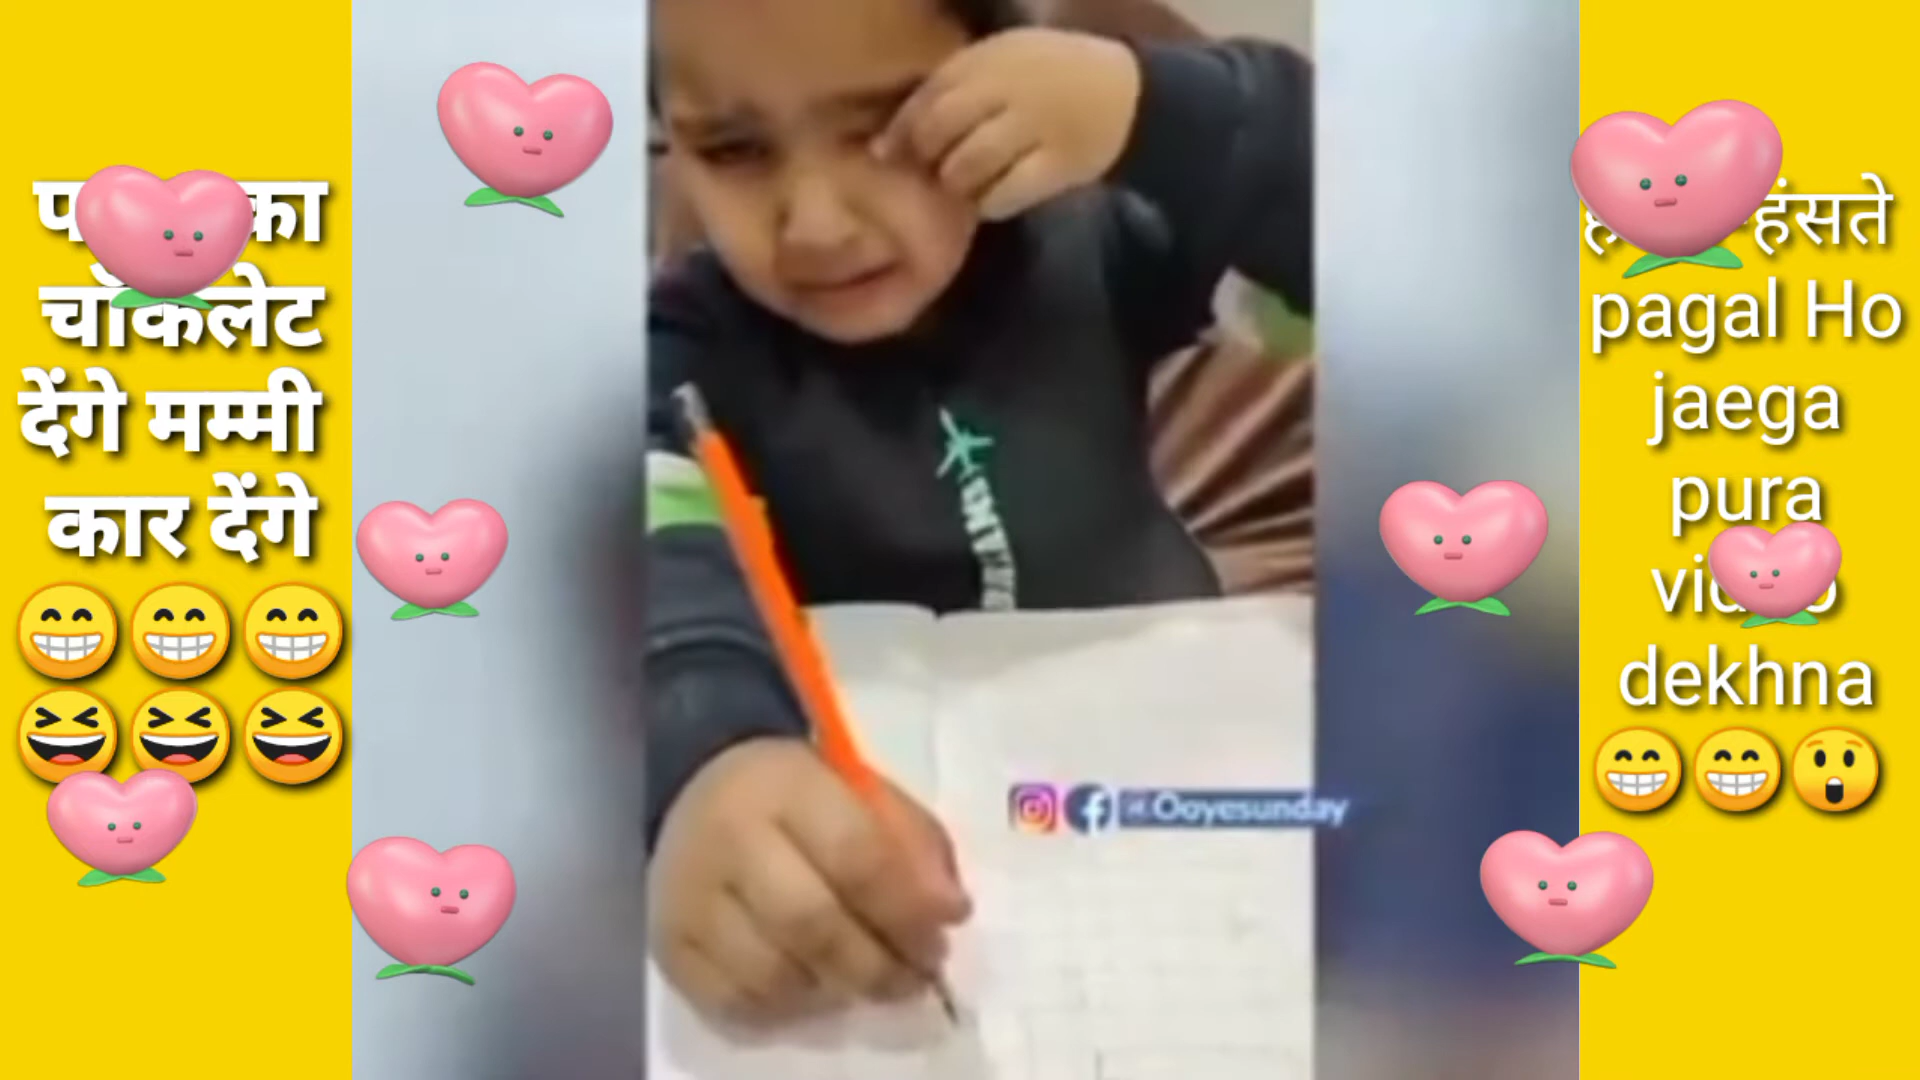 का
चॉकलेट
देंगे मम्मी
कार देंगे
हंसते
pagal Ho
jaega
pura
dekhna
Ooyesunday